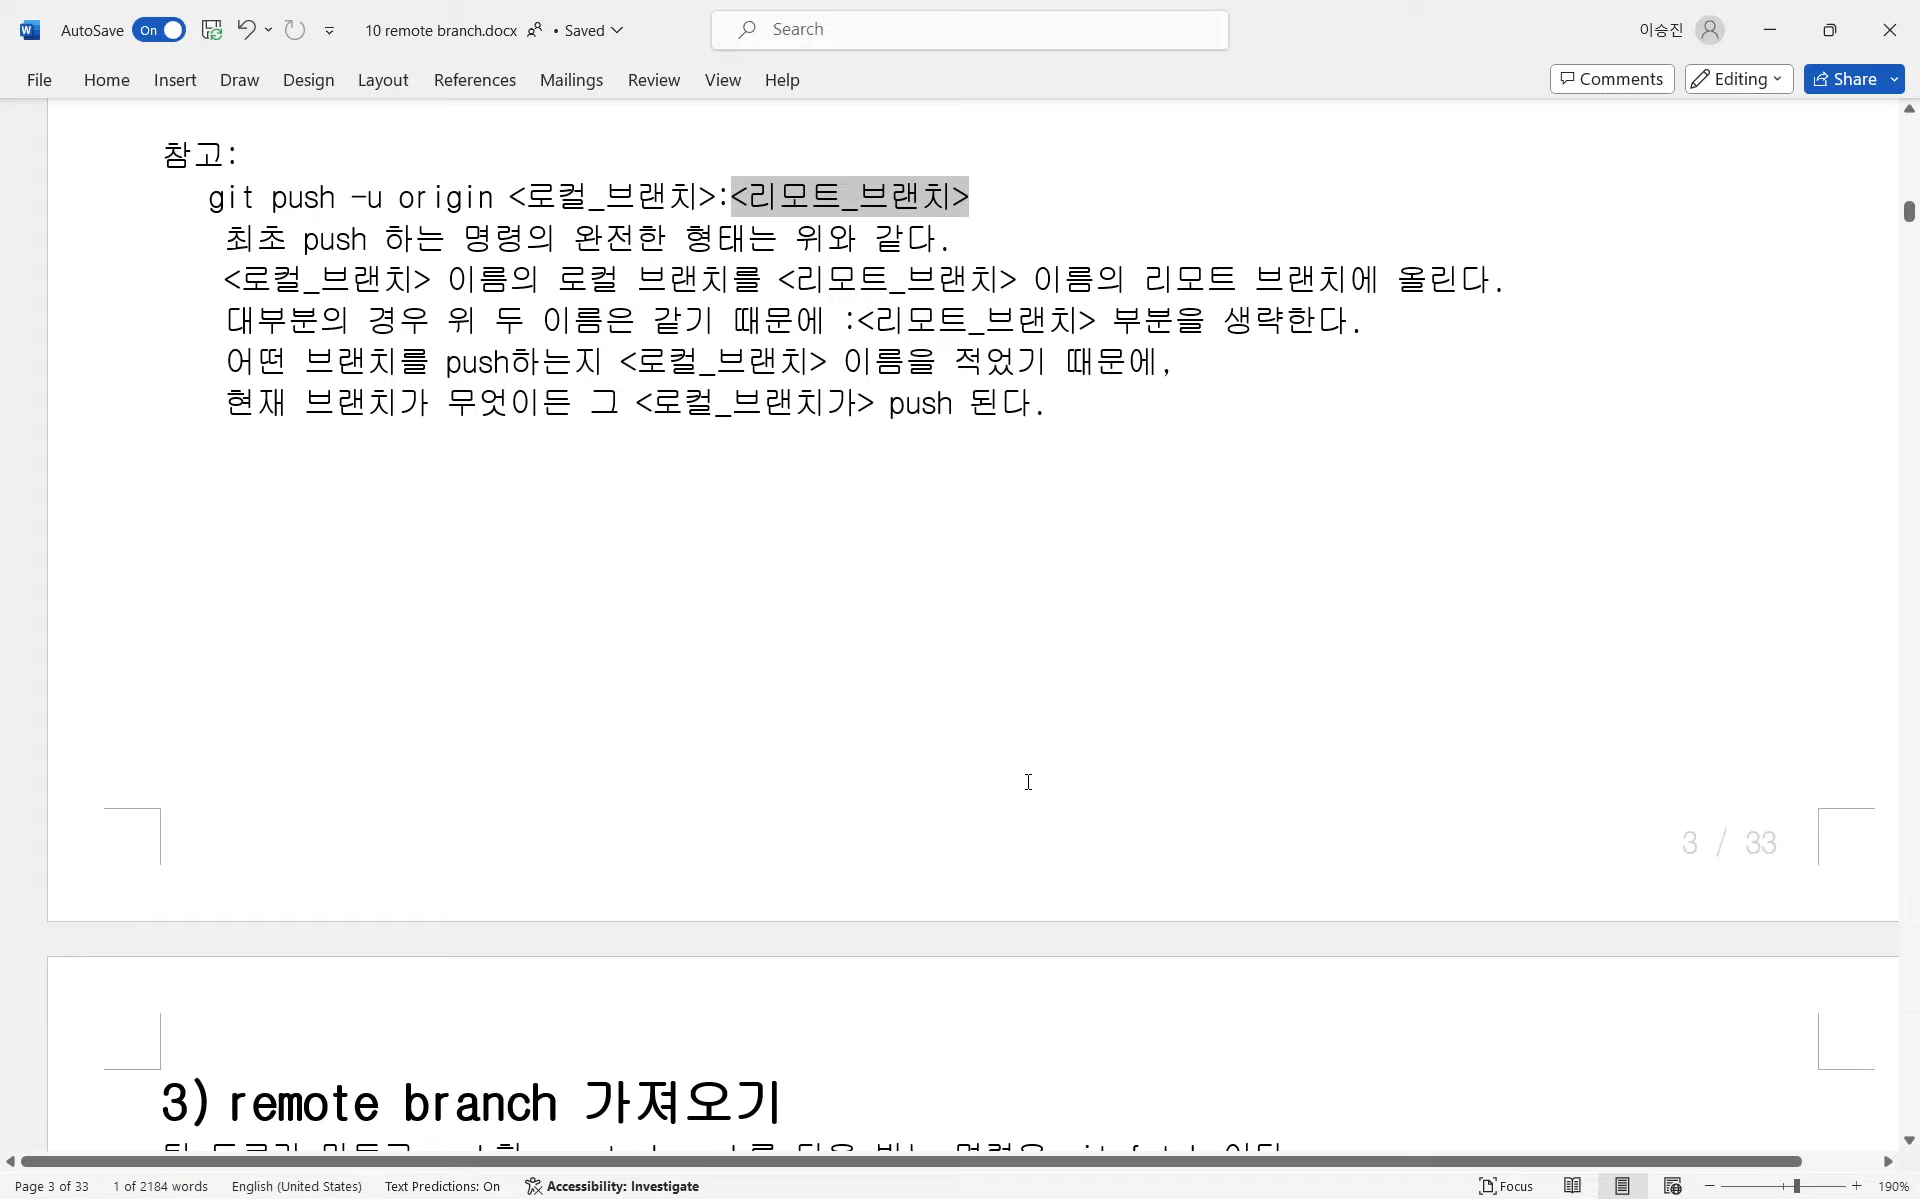 AutoSave On 10 remote branch.docx • Saved Search 이승진
File Home Insert Draw Design Layout References Mailings Review View Help Comments Editing Share
참고:
git push -u origin <로컬_브랜치>:<리모트_브랜치>
최초 push 하는 명령의 완전한 형태는 위와 같다.
<로컬_브랜치> 이름의 로컬 브랜치를 <리모트_브랜치> 이름의 리모트 브랜치에 올린다.
대부분의 경우 위 두 이름은 같기 때문에 :<리모트_브랜치> 부분을 생략한다.
어떤 브랜치를 push하는지 <로컬_브랜치> 이름을 적었기 때문에,
현재 브랜치가 무엇이든 그 <로컬_브랜치가> push 된다.
3 / 33
3) remote branch 가져오기
Page 3 of 33 1 of 2184 words English (United States) Text Predictions: On Accessibility: Investigate Focus 190%